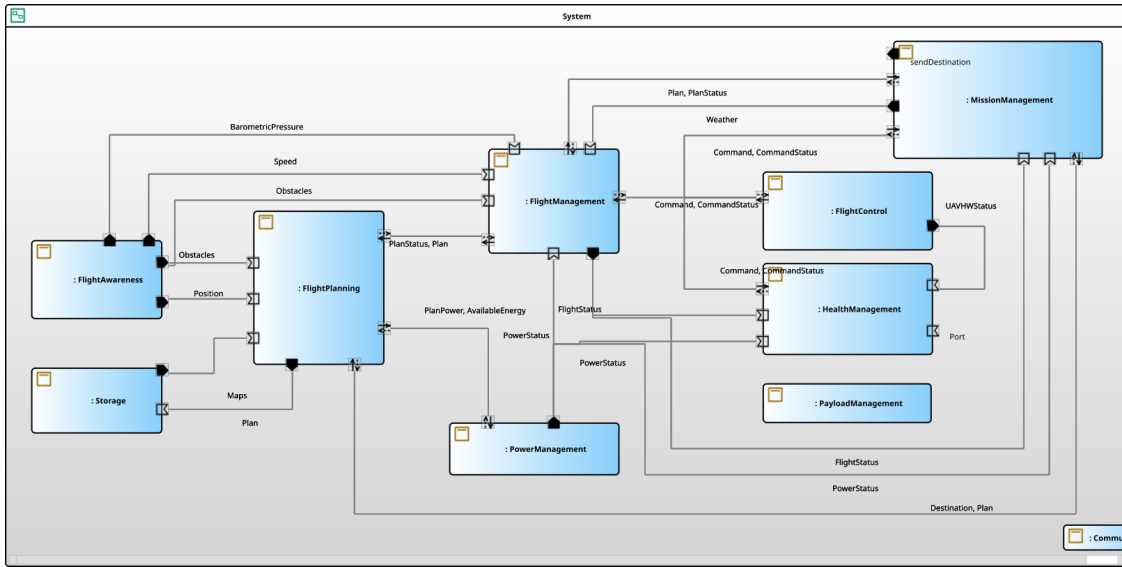 System
sendDestination
: MissionManagement
Plan, PlanStatus
Weather
BarometricPressure
Command, CommandStatus
Speed
Obstacles
: FlightManagement
Command, CommandStatus
: FlightControl
UAVHWStatus
PlanStatus, Plan
Obstacles
: FlightAwareness
: FlightPlanning
Position
Command, CommandStatus
: HealthManagement
PlanPower, AvailableEnergy
FlightStatus
PowerStatus
Port
PowerStatus
Maps
: Storage
Plan
: PayloadManagement
: PowerManagement
FlightStatus
PowerStatus
Destination, Plan
: Commu